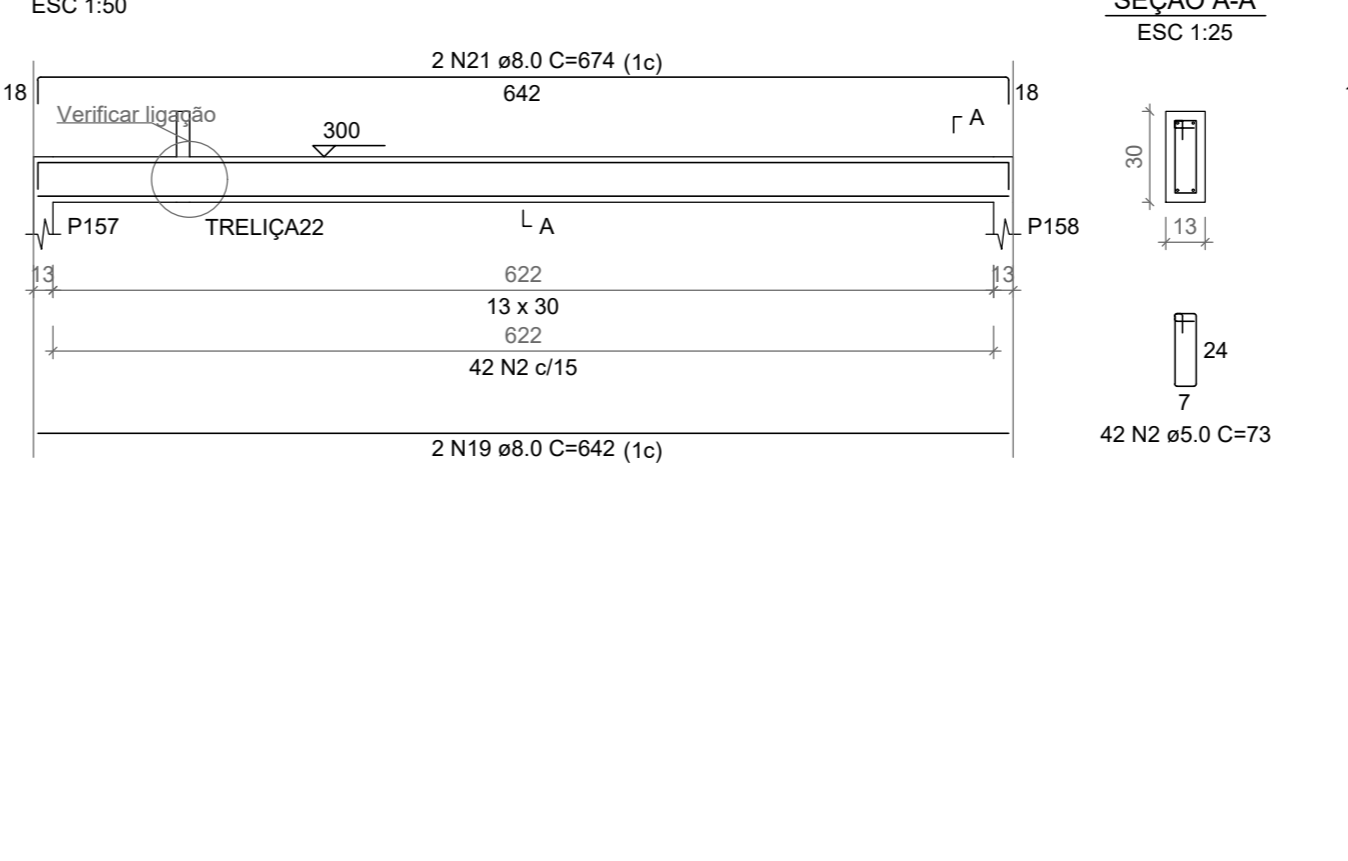 ESC 1:50
SEÇÃO A-A
ESC 1:25
2 N21 ø8.0 C=674 (1c)
18
642
18
Verificar ligação
300
A
30
P157
TRELIÇA22
A
P158
13
13
622
13
13 x 30
622
42 N2 c/15
24
7
42 N2 ø5.0 C=73
2 N19 ø8.0 C=642 (1c)